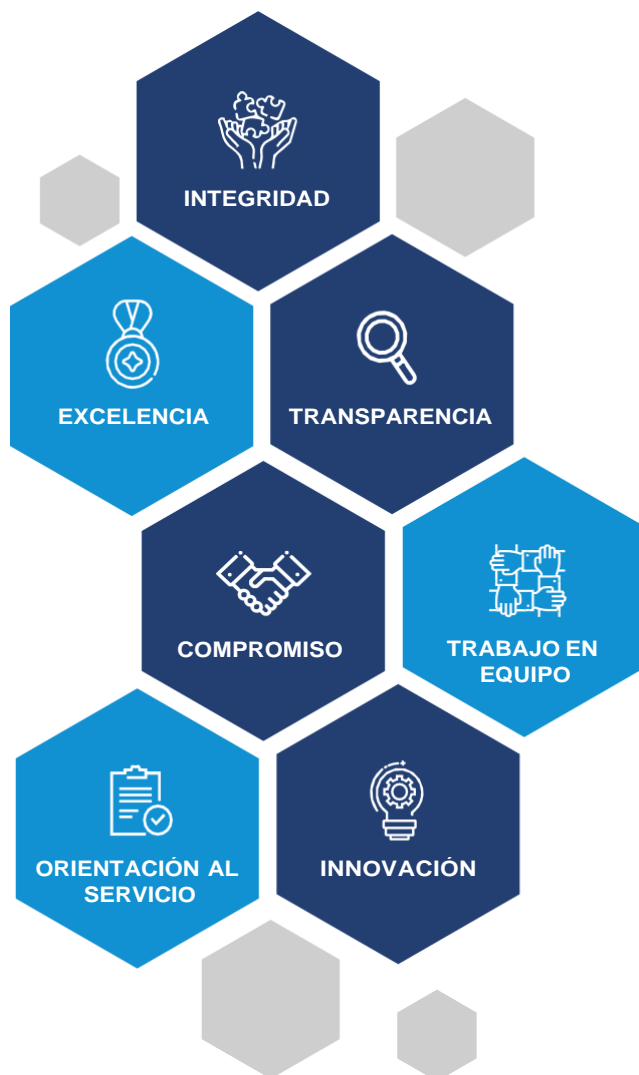 INTEGRIDAD
EXCELENCIA
TRANSPARENCIA
COMPROMISO
TRABAJO EN
EQUIPO
ORIENTACIÓN AL
SERVICIO
INNOVACIÓN